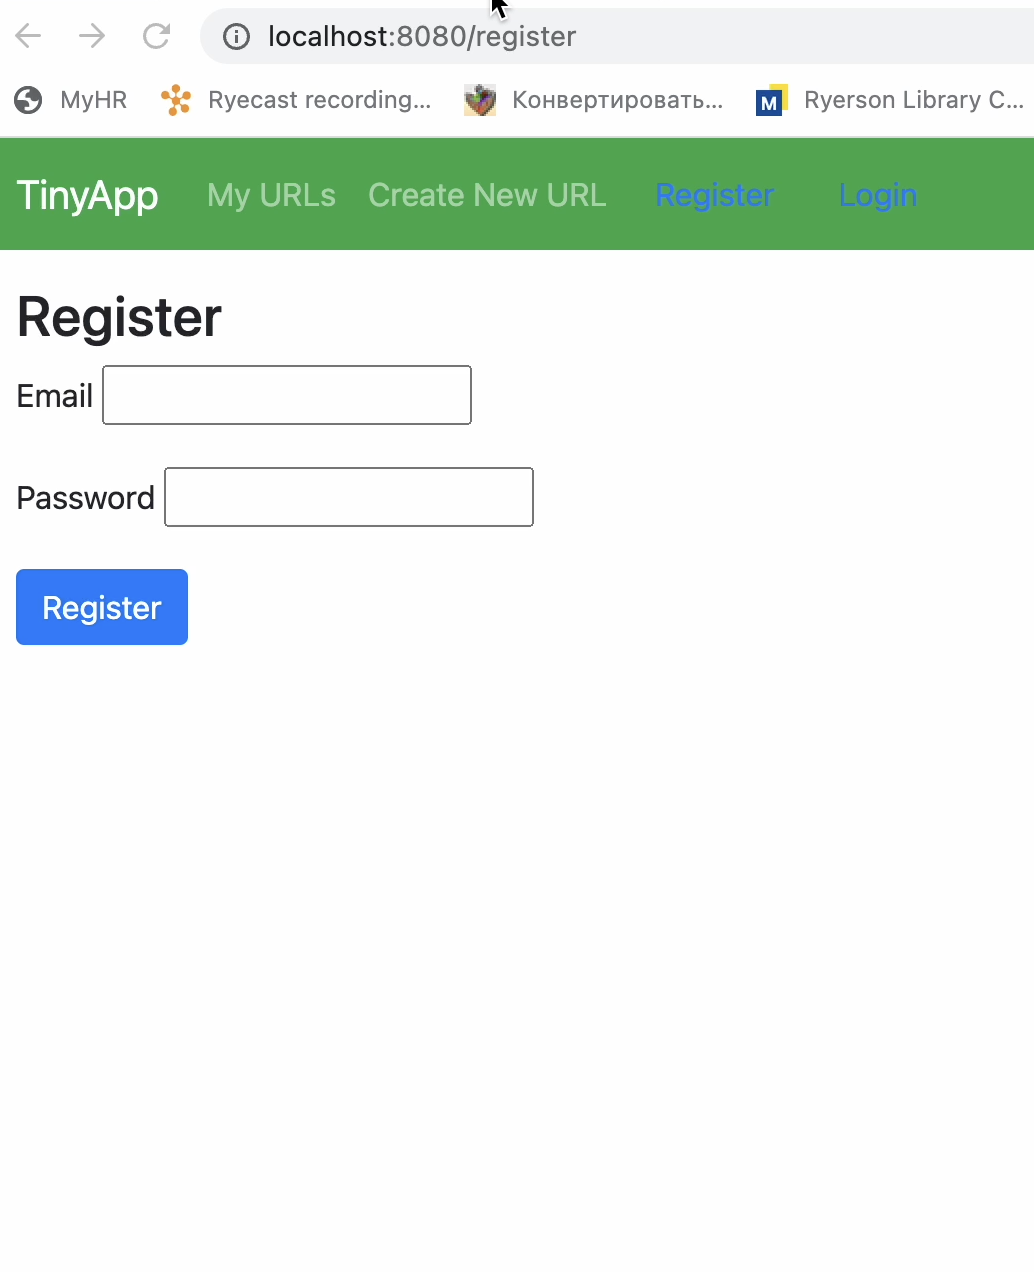 localhost:8080/register
MyHR Ryecast recording... Конвертировать... M Ryerson Library C...
TinyApp My URLs Create New URL Register Login
Register
Email
Password
Register